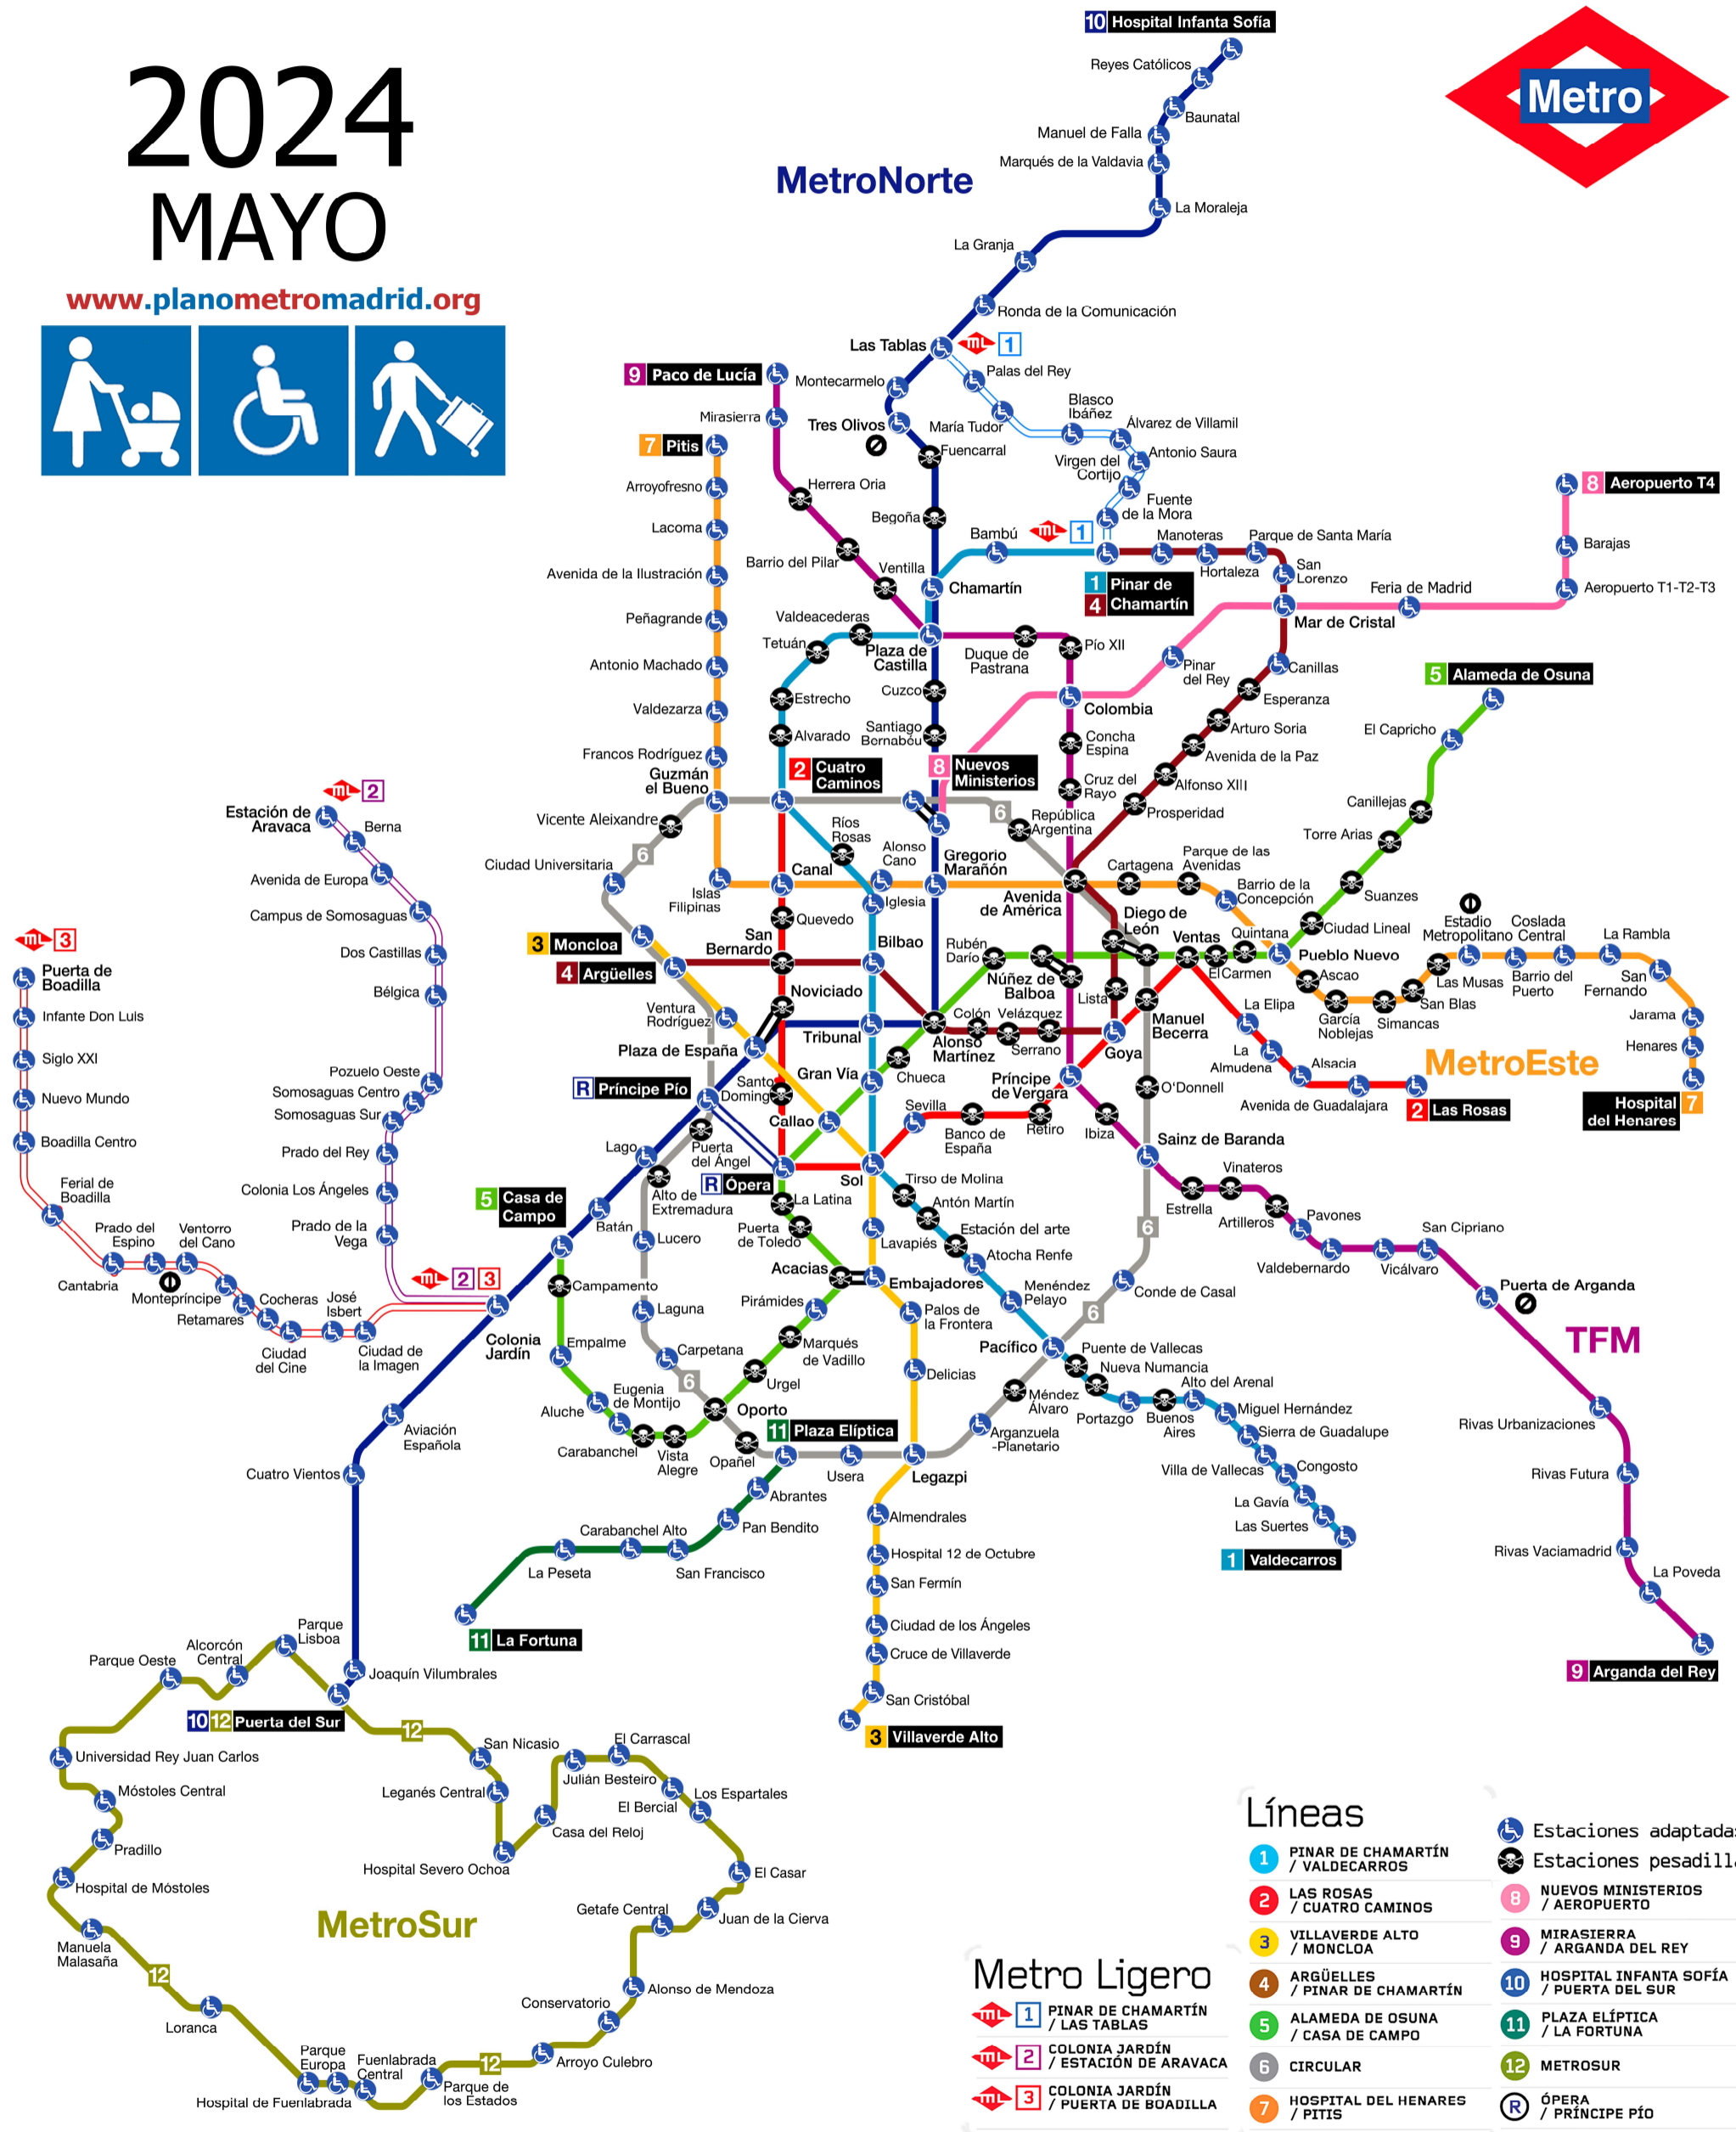 2024
MAYO
www.planometromadrid.org
Metro
10 Hospital Infanta Sofía
Reyes Católicos
Baunatal
Manuel de Falla
Marqués de la Valdavia
MetroNorte
La Moraleja
La Granja
Ronda de la Comunicación
Las Tablas
mL 1
9 Paco de Lucía
Montecarmelo
Palas del Rey
Mirasierra
Tres Olivos
María Tudor
Blasco
Ibáñez
Álvarez de Villamil
7 Pitis
Fuencarral
Antonio Saura
Virgen del
Cortijo
Arroyofresno
Herrera Oria
Fuente
de la Mora
8 Aeropuerto T4
Lacoma
Begoña
Bambú
mL 1
Manoteras
Parque de Santa María
Barajas
Avenida de la Ilustración
Barrio del Pilar
Ventilla
Chamartín
1 Pinar de
4 Chamartín
Hortaleza
San
Lorenzo
Feria de Madrid
Aeropuerto T1-T2-T3
Peñagrande
Valdeacederas
Mar de Cristal
Tetuán
Plaza de
Castilla
Duque de
Pastrana
Pío XII
Antonio Machado
Pinar
del Rey
Canillas
5 Alameda de Osuna
Valdezarza
Estrecho
Cuzco
Colombia
Esperanza
Francos Rodríguez
Alvarado
Santiago
Bernabéu
Concha
Espina
Arturo Soria
El Capricho
Guzmán
el Bueno
2 Cuatro
Caminos
8 Nuevos
Ministerios
Cruz del
Rayo
Avenida de la Paz
Alfonso XIII
mL 2
Estación de
Aravaca
Berna
Vicente Aleixandre
6
Ríos
Rosas
6
República
Argentina
Prosperidad
Canillejas
Torre Arias
Ciudad Universitaria
Alonso
Cano
Gregorio
Marañón
Cartagena
Parque de las
Avenidas
Avenida de Europa
Islas
Filipinas
Canal
Iglesia
Avenida
de América
Barrio de la
Concepción
Suanzes
Campus de Somosaguas
Quevedo
Diego de
León
Ciudad Lineal
Estadio
Metropolitano
Coslada
Central
La Rambla
mL 3
3 Moncloa
San
Bernardo
Bilbao
Rubén
Darío
Ventas
Quintana
Dos Castillas
4 Argüelles
El Carmen
Pueblo Nuevo
Puerta de
Boadilla
Núñez de
Balboa
Lista
Ascao
Las Musas
Barrio del
Puerto
San
Fernando
Bélgica
Noviciado
García
Noblejas
Simancas
San Blas
Infante Don Luis
Ventura
Rodríguez
Tribunal
Colón
Velázquez
Serrano
Manuel
Becerra
La Elipa
Jarama
Plaza de España
Alonso
Martínez
Goya
La
Almudena
Alsacia
MetroEste
Henares
Siglo XXI
Pozuelo Oeste
R Príncipe Pío
Santo
Domingo
Gran Vía
Chueca
Príncipe
de Vergara
O'Donnell
Avenida de Guadalajara
2 Las Rosas
Hospital
del Henares 7
Nuevo Mundo
Somosaguas Centro
Somosaguas Sur
Callao
Sevilla
Banco de
España
Retiro
Ibiza
Boadilla Centro
Prado del Rey
Lago
Puerta
del Ángel
Sol
Sainz de Baranda
Colonia Los Ángeles
R Ópera
Tirso de Molina
Vinateros
Ferial de
Boadilla
5 Casa de
Campo
Alto de
Extremadura
La Latina
Antón Martín
Estrella
Artilleros
Pavones
San Cipriano
Prado de la
Vega
Batán
Lucero
Puerta
de Toledo
Lavapiés
Estación del arte
6
Prado del
Espino
Ventorro
del Cano
Acacias
Embajadores
Atocha Renfe
Valdebernardo
Vicálvaro
Cantabria
Montepríncipe
mL 2 3
Campamento
Pirámides
Menéndez
Pelayo
Conde de Casal
Puerta de Arganda
Retamares
Cocheras
José
Isbert
Laguna
Palos de
la Frontera
6
TFM
Ciudad
del Cine
Ciudad de
la Imagen
Colonia
Jardín
Empalme
Carpetana
Marqués
de Vadillo
Pacífico
Puente de Vallecas
Nueva Numancia
6
Urgel
Delicias
Alto del Arenal
Eugenia
de Montijo
Oporto
Méndez
Álvaro
Portazgo
Buenos
Aires
Miguel Hernández
Rivas Urbanizaciones
Aluche
Aviación
Española
Carabanchel
Vista
Alegre
Opañel
11 Plaza Elíptica
Arganzuela
-Planetario
Sierra de Guadalupe
Cuatro Vientos
Usera
Legazpi
Villa de Vallecas
Congosto
Rivas Futura
Abrantes
La Gavía
Pan Bendito
Almendrales
Las Suertes
Carabanchel Alto
Hospital 12 de Octubre
1 Valdecarros
Rivas Vaciamadrid
La Peseta
San Francisco
San Fermín
La Poveda
11 La Fortuna
Ciudad de los Ángeles
Cruce de Villaverde
Parque
Lisboa
Alcorcón
Central
Parque Oeste
Joaquín Vilumbrales
San Cristóbal
9 Arganda del Rey
10 12 Puerta del Sur
12
3 Villaverde Alto
Universidad Rey Juan Carlos
San Nicasio
El Carrascal
Móstoles Central
Leganés Central
Julián Besteiro
El Bercial
Los Espartales
Pradillo
Casa del Reloj
Hospital Severo Ochoa
El Casar
Hospital de Móstoles
MetroSur
Getafe Central
Juan de la Cierva
Manuela
Malasaña
12
Alonso de Mendoza
Loranca
Conservatorio
Parque
Europa
Fuenlabrada
Central
12
Arroyo Culebro
Hospital de Fuenlabrada
Parque de
los Estados
Metro Ligero
mL 1 PINAR DE CHAMARTÍN
/ LAS TABLAS
mL 2 COLONIA JARDÍN
/ ESTACIÓN DE ARAVACA
mL 3 COLONIA JARDÍN
/ PUERTA DE BOADILLA
Líneas
1 PINAR DE CHAMARTÍN
/ VALDECARROS
2 LAS ROSAS
/ CUATRO CAMINOS
3 VILLAVERDE ALTO
/ MONCLOA
4 ARGÜELLES
/ PINAR DE CHAMARTÍN
5 ALAMEDA DE OSUNA
/ CASA DE CAMPO
6 CIRCULAR
7 HOSPITAL DEL HENARES
/ PITIS
Estaciones adaptada
Estaciones pesadill
8 NUEVOS MINISTERIOS
/ AEROPUERTO
9 MIRASIERRA
/ ARGANDA DEL REY
10 HOSPITAL INFANTA SOFÍA
/ PUERTA DEL SUR
11 PLAZA ELÍPTICA
/ LA FORTUNA
12 METROSUR
R ÓPERA
/ PRÍNCIPE PÍO